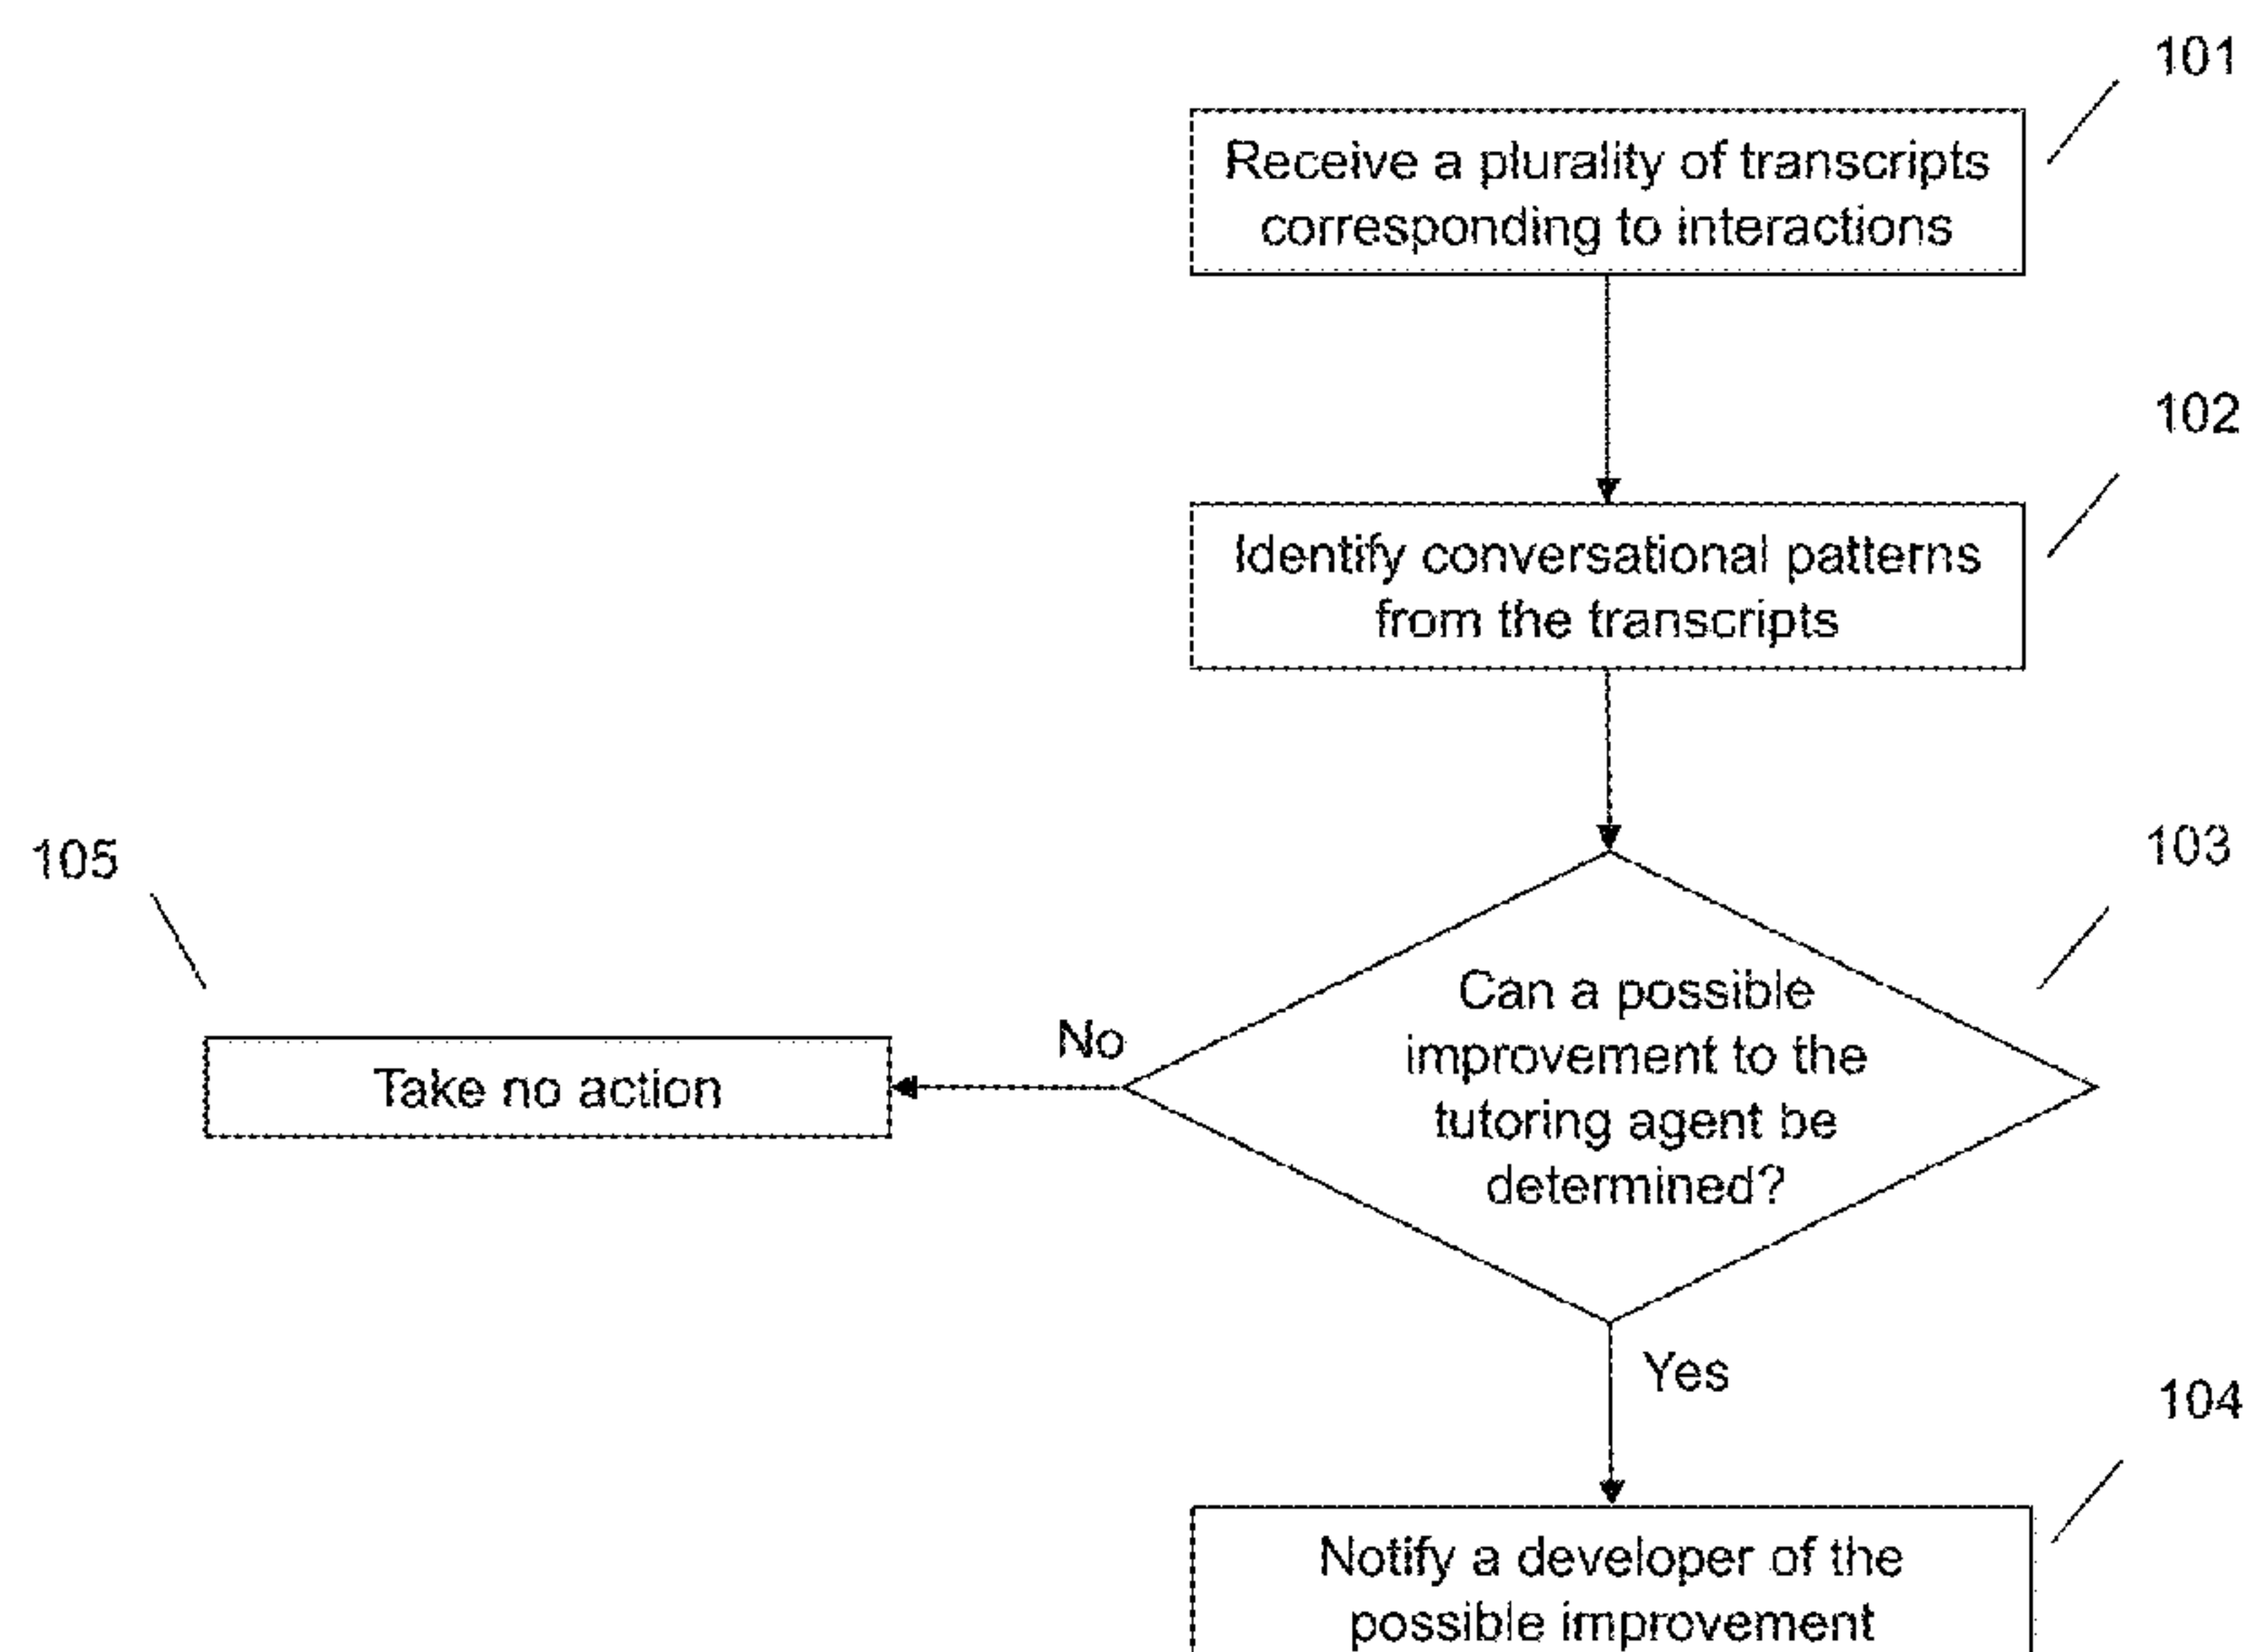 101
Receive a plurality of transcripts
corresponding to interactions
102
Identify conversational patterns
from the transcripts
105
103
Can a possible
improvement to the
tutoring agent be
determined?
No
Take no action
Yes
104
Notify a developer of the
possible improvement